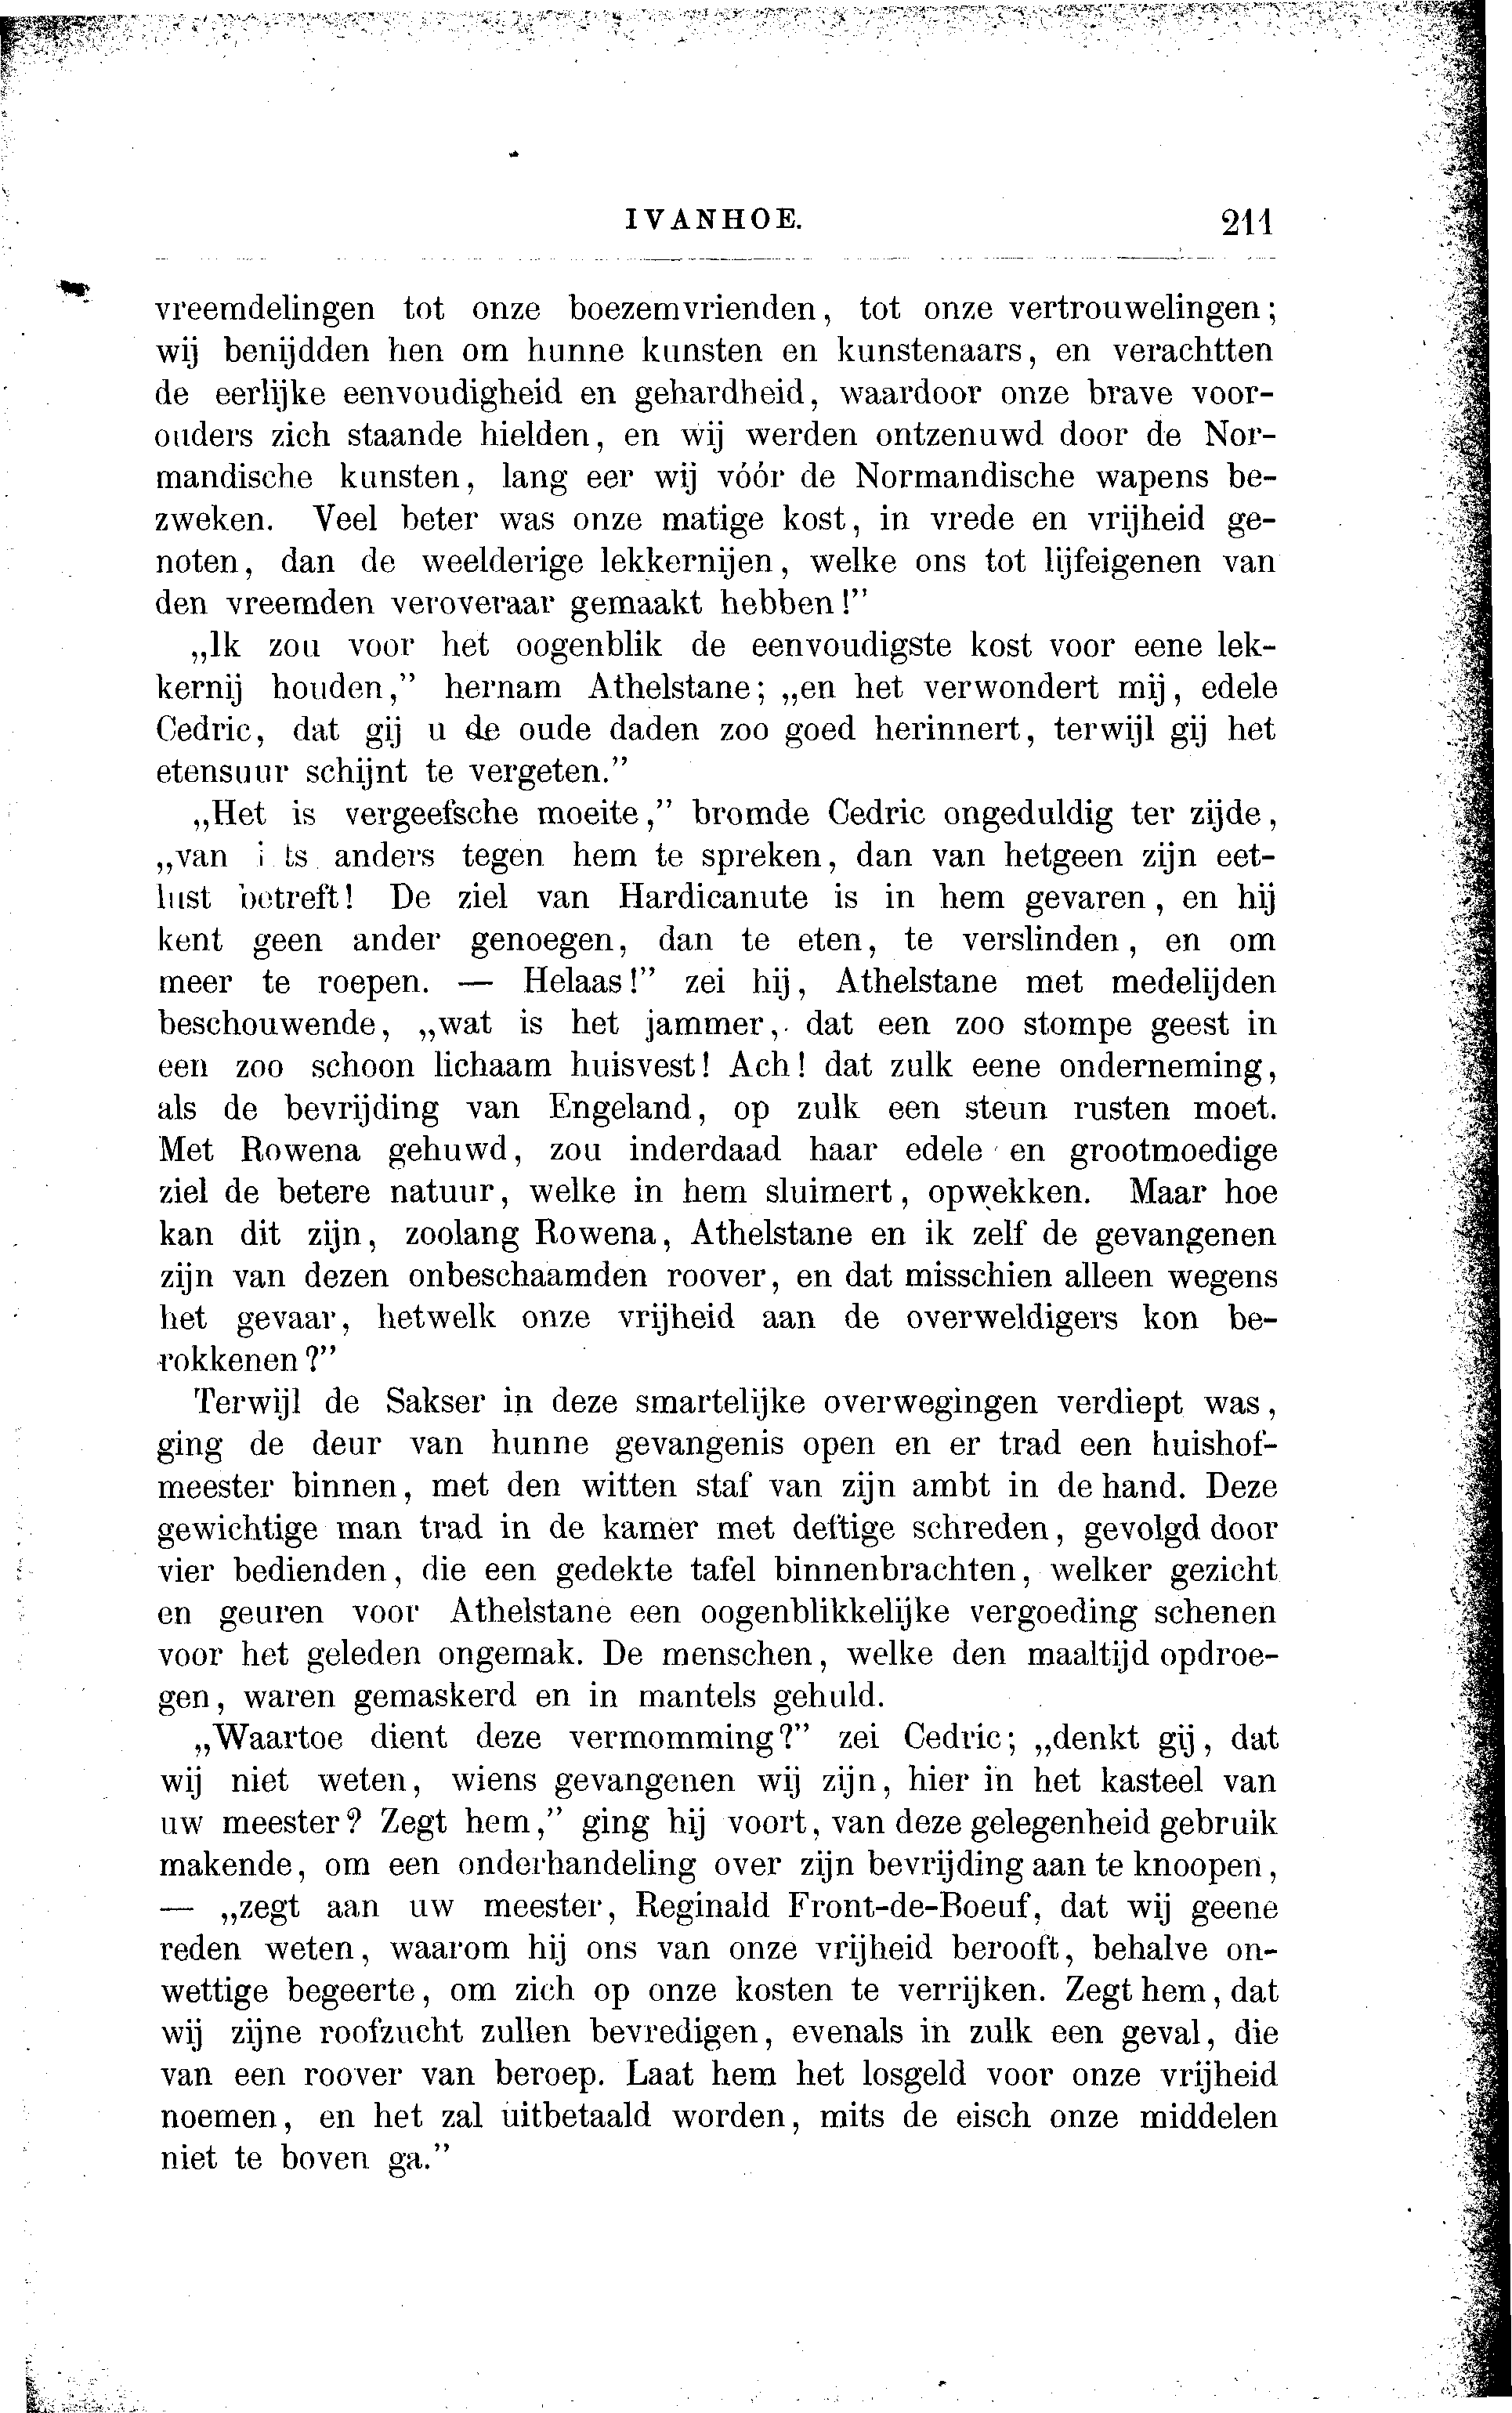 IVANHOE. 211
vreemdelingen tot onze boezemvrienden, tot onze vertrouwelingen;
wij benijdden hen om hunne kunsten en kunstenaars, en verachtten
de eerlijke eenvoudigheid en gehardheid, waardoor onze brave voor-
ouders zich staande hielden, en wij werden ontzenuwd door de Nor-
mandische kunsten, lang eer wij vóór de Normandische wapens be-
zweken. Veel beter was onze matige kost, in vrede en vrijheid ge-
noten, dan de weelderige lekkernijen, welke ons tot lijfeigenen van
den vreemden veroveraar gemaakt hebben!”
„Ik zou voor het oogenblik de eenvoudigste kost voor eene lek-
kernij houden,” hernam Athelstane; „en het verwondert mij, edele
Cedric, dat gij u de oude daden zoo goed herinnert, terwijl gij het
etensuur schijnt te vergeten.”
„Het is vergeefsche moeite,” bromde Cedric ongeduldig ter zijde,
„van i ts anders tegen hem te spreken, dan van hetgeen zijn eet-
lust betreft! De ziel van Hardicanute is in hem gevaren, en hij
kent geen ander genoegen, dan te eten, te verslinden, en om
meer te roepen. — Helaas!” zei hij, Athelstane met medelijden
beschouwende, „wat is het jammer, dat een zoo stompe geest in
een zoo schoon lichaam huisvest! Ach! dat zulk eene onderneming,
als de bevrijding van Engeland, op zulk een steun rusten moet.
Met Rowena gehuwd, zou inderdaad haar edele en grootmoedige
ziel de betere natuur, welke in hem sluimert, opwekken. Maar hoe
kan dit zijn, zoolang Rowena, Athelstane en ik zelf de gevangenen
zijn van dezen onbeschaamden roover, en dat misschien alleen wegens
het gevaar, hetwelk onze vrijheid aan de overweldigers kon be-
rokkenen?”
Terwijl de Sakser in deze smartelijke overwegingen verdiept was,
ging de deur van hunne gevangenis open en er trad een huishof-
meester binnen, met den witten staf van zijn ambt in de hand. Deze
gewichtige man trad in de kamer met deftige schreden, gevolgd door
vier bedienden, die een gedekte tafel binnenbrachten, welker gezicht
en geuren voor Athelstane een oogenblikkelijke vergoeding schenen
voor het geleden ongemak. De menschen, welke den maaltijd opdroe-
gen, waren gemaskerd en in mantels gehuld.
„Waartoe dient deze vermomming?” zei Cedric; „denkt gij, dat
wij niet weten, wiens gevangenen wij zijn, hier in het kasteel van
uw meester? Zegt hem,” ging hij voort, van deze gelegenheid gebruik
makende, om een onderhandeling over zijn bevrijding aan te knoopen,
— „zegt aan uw meester, Reginald Front-de-Boeuf, dat wij geene
reden weten, waarom hij ons van onze vrijheid berooft, behalve on-
wettige begeerte, om zich op onze kosten te verrijken. Zegt hem, dat
wij zijne roofzucht zullen bevredigen, evenals in zulk een geval, die
van een roover van beroep. Laat hem het losgeld voor onze vrijheid
noemen, en het zal uitbetaald worden, mits de eisch onze middelen
niet te boven ga.”